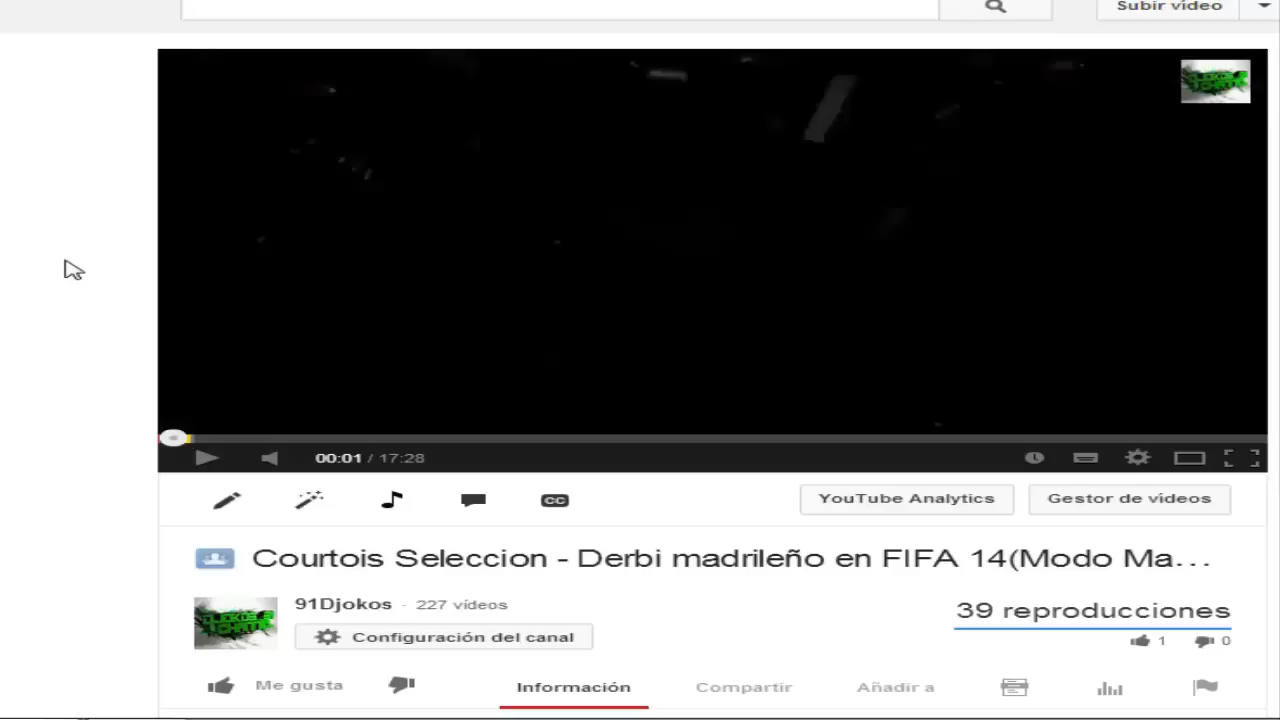 Subir vídeo
00:01 / 17:28
CC
YouTube Analytics
Gestor de vídeos
Courtois Seleccion - Derbi madrileño en FIFA 14(Modo Ma...
91Djokos · 227 vídeos
39 reproducciones
Configuración del canal
1 0
Me gusta
Información
Compartir
Añadir a